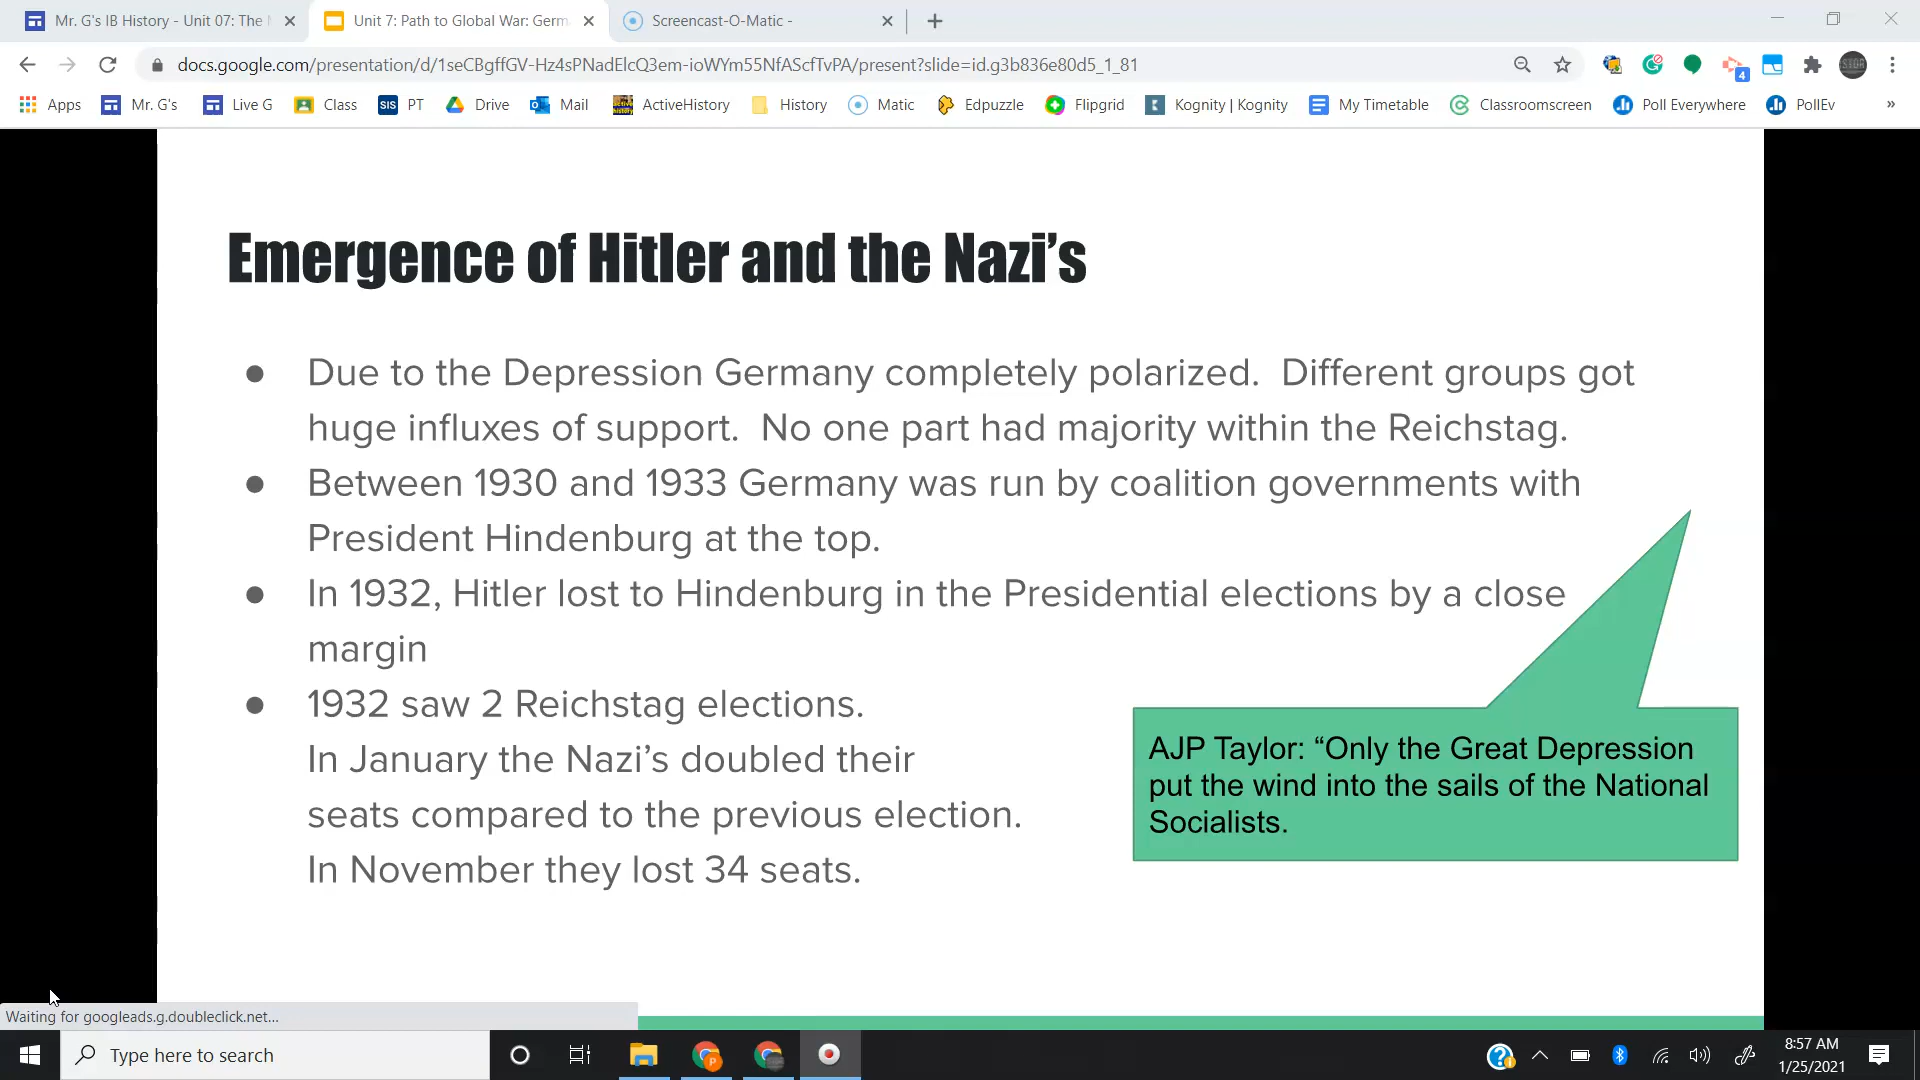 Mr. G's IB History - Unit 07: The
Unit 7: Path to Global War: Germ
Screencast-O-Matic -
docs.google.com/presentation/d/1seCBgffGV-Hz4sPNadElcQ3em-ioWYm55NfAScfTvPA/present?slide=id.g3b836e80d5_1_81
4
Apps Mr. G's Live G Class SIS PT Drive Mail ActiveHistory History Matic Edpuzzle Flipgrid Kognity | Kognity My Timetable Classroomscreen Poll Everywhere PollEv »
Emergence of Hitler and the Nazi’s
● Due to the Depression Germany completely polarized.  Different groups got
huge influxes of support.  No one part had majority within the Reichstag.
● Between 1930 and 1933 Germany was run by coalition governments with
President Hindenburg at the top.
● In 1932, Hitler lost to Hindenburg in the Presidential elections by a close
margin
● 1932 saw 2 Reichstag elections.
In January the Nazi’s doubled their
seats compared to the previous election.
In November they lost 34 seats.
AJP Taylor: “Only the Great Depression
put the wind into the sails of the National
Socialists.
Waiting for googleads.g.doubleclick.net...
Type here to search
8:57 AM
1/25/2021